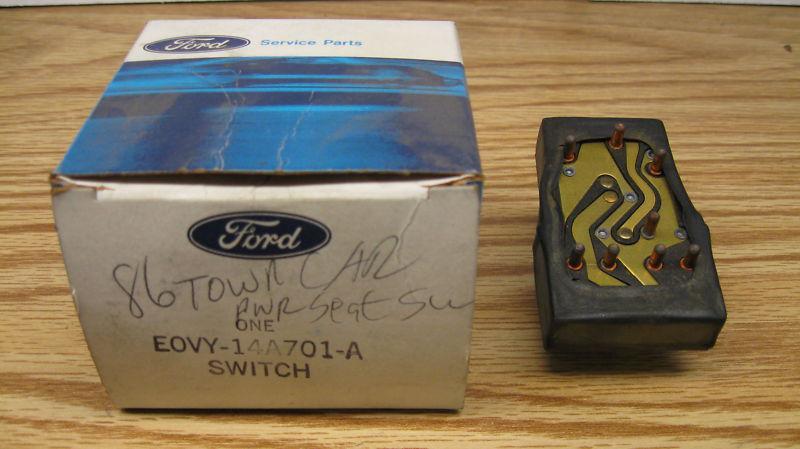 Ford Service Parts
Ford
86 TOWN CAR
PWR Seat Sw
ONE
EOVY-14A701-A
SWITCH